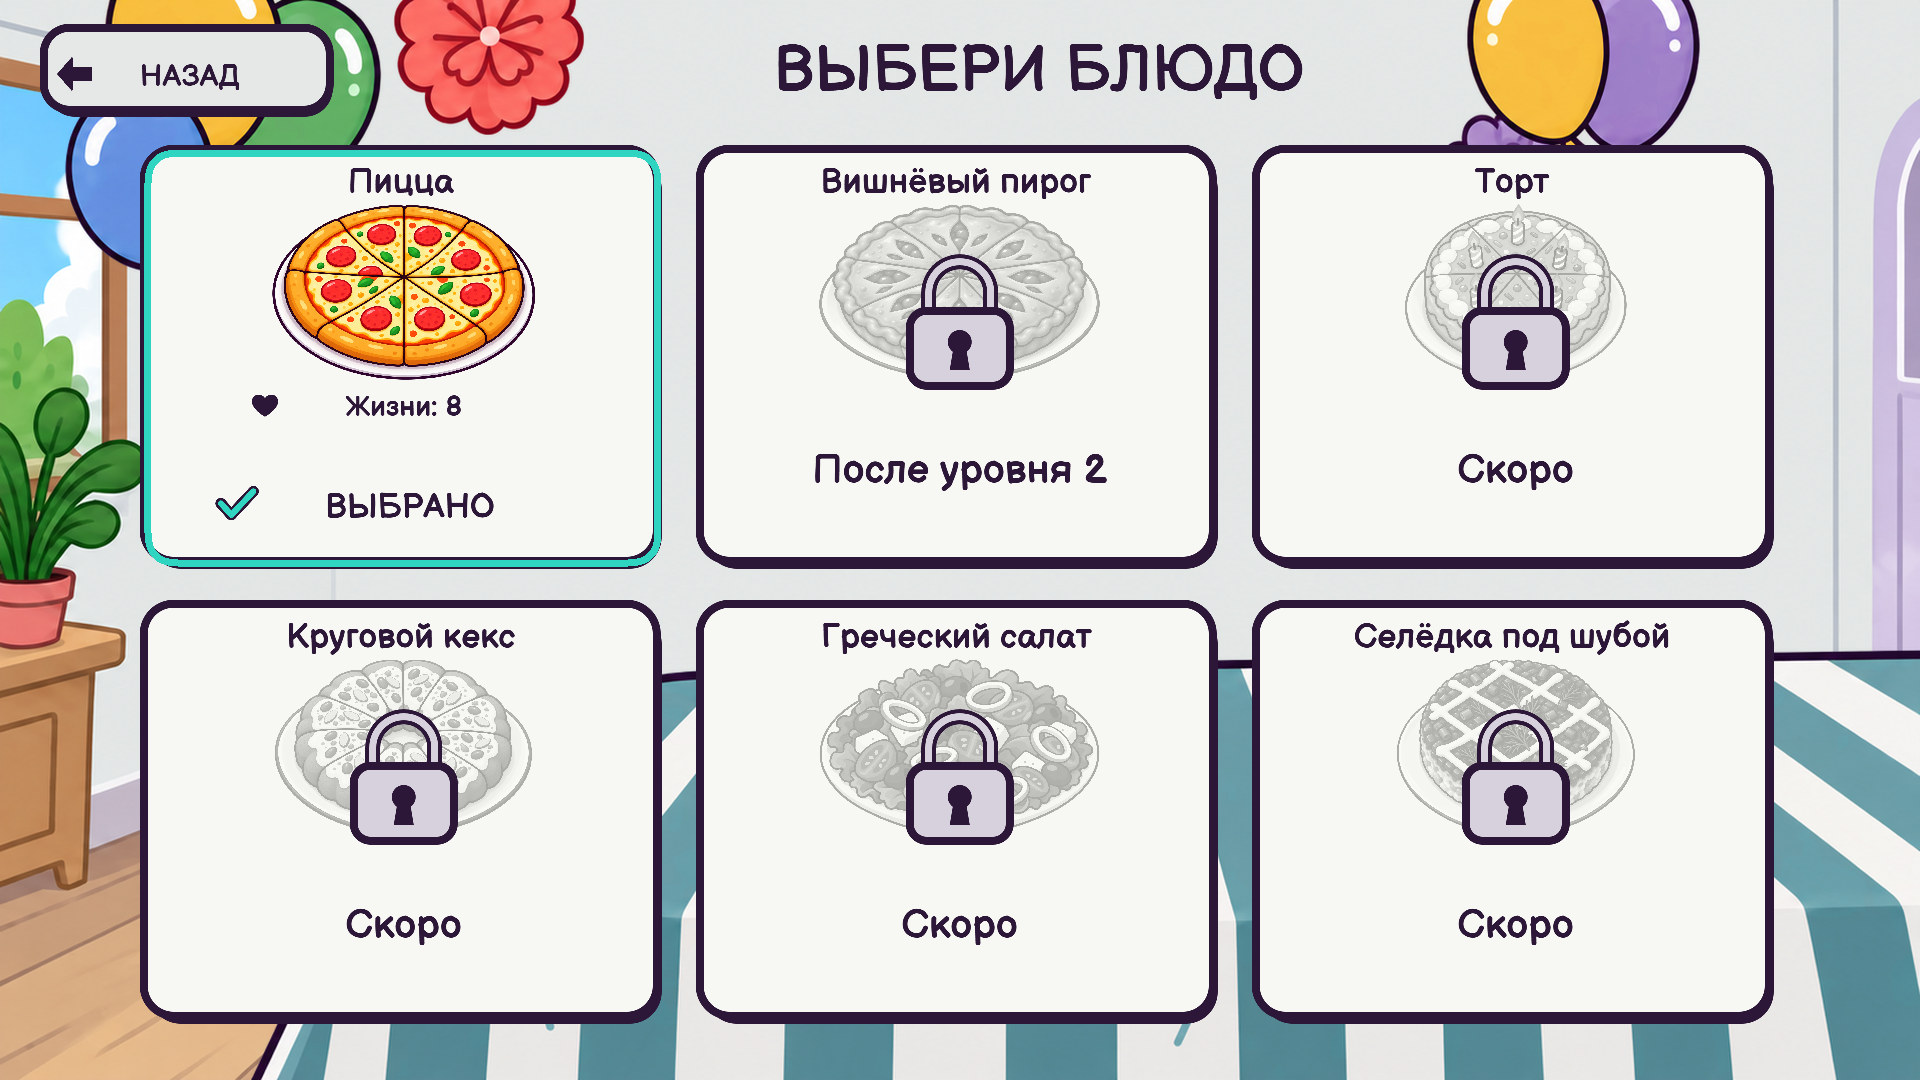 НАЗАД
ВЫБЕРИ БЛЮДО
Пицца
Жизни: 8
ВЫБРАНО
Вишнёвый пирог
После уровня 2
Торт
Скоро
Круговой кекс
Скоро
Греческий салат
Скоро
Селёдка под шубой
Скоро